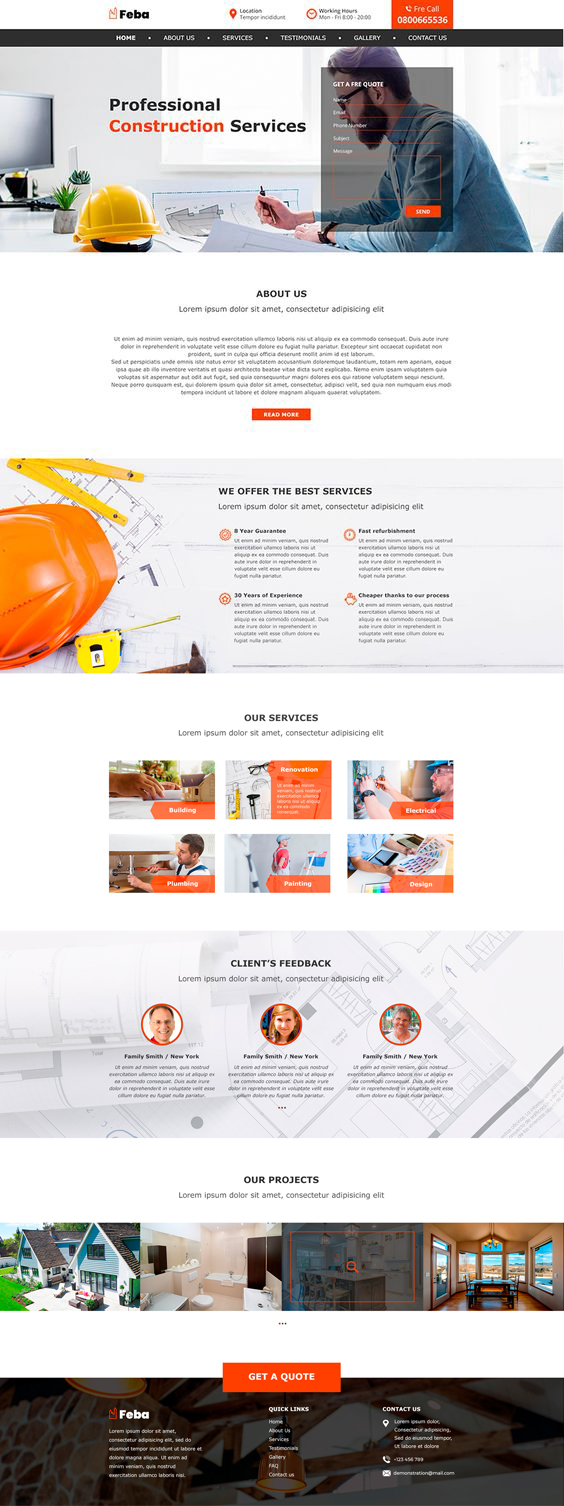 Feba
Location
Tempor incididunt
Working Hours
Mon - Fri 8:00 - 20:00
Fre Call
0800665536
HOME • ABOUT US • SERVICES • TESTIMONIALS • GALLERY • CONTACT US
Professional
Construction Services
GET A FRE QUOTE
Name
Email
Phone Number
Subject
Message
SEND
ABOUT US
Lorem ipsum dolor sit amet, consectetur adipisicing elit
Ut enim ad minim veniam, quis nostrud exercitation ullamco laboris nisi ut aliquip ex ea commodo consequat. Duis aute irure
dolor in reprehenderit in voluptate velit esse cillum dolore eu fugiat nulla pariatur. Excepteur sint occaecat cupidatat non
proident, sunt in culpa qui officia deserunt mollit anim id est laborum.
Sed ut perspiciatis unde omnis iste natus error sit voluptatem accusantium doloremque laudantium, totam rem aperiam, eaque
ipsa quae ab illo inventore veritatis et quasi architecto beatae vitae dicta sunt explicabo. Nemo enim ipsam voluptatem quia
voluptas sit aspernatur aut odit aut fugit, sed quia consequuntur magni dolores eos qui ratione voluptatem sequi nesciunt.
Neque porro quisquam est, qui dolorem ipsum quia dolor sit amet, consectetur, adipisci velit, sed quia non numquam eius modi
tempora incidunt ut labore et dolore magnam aliquam quaerat voluptatem.
READ MORE
WE OFFER THE BEST SERVICES
Lorem ipsum dolor sit amet, consectetur adipisicing elit
8 Year Guarantee
Ut enim ad minim veniam, quis nostrud
exercitation ullamco laboris nisi ut
aliquip ex ea commodo consequat. Duis
aute irure dolor in reprehenderit in
voluptate velit esse cillum dolore eu
fugiat nulla pariatur.
Fast refurbishment
Ut enim ad minim veniam, quis nostrud
exercitation ullamco laboris nisi ut
aliquip ex ea commodo consequat. Duis
aute irure dolor in reprehenderit in
voluptate velit esse cillum dolore eu
fugiat nulla pariatur.
30 Years of Experience
Ut enim ad minim veniam, quis nostrud
exercitation ullamco laboris nisi ut
aliquip ex ea commodo consequat. Duis
aute irure dolor in reprehenderit in
voluptate velit esse cillum dolore eu
fugiat nulla pariatur.
Cheaper thanks to our process
Ut enim ad minim veniam, quis nostrud
exercitation ullamco laboris nisi ut
aliquip ex ea commodo consequat. Duis
aute irure dolor in reprehenderit in
voluptate velit esse cillum dolore eu
fugiat nulla pariatur.
OUR SERVICES
Lorem ipsum dolor sit amet, consectetur adipisicing elit
Building
Renovation
Ut enim ad minim
veniam, quis nostrud
exercitation ullamco
laboris nisi ut aliquip
ex ea commodo
consequat.
Electrical
Plumbing
Painting
Design
CLIENT'S FEEDBACK
Lorem ipsum dolor sit amet, consectetur adipisicing elit
Family Smith / New York
Ut enim ad minim veniam, quis nostrud
exercitation ullamco laboris nisi ut aliquip ex
ea commodo consequat. Duis aute irure
dolor in reprehenderit in voluptate velit esse
cillum dolore eu fugiat nulla pariatur.
Family Smith / New York
Ut enim ad minim veniam, quis nostrud
exercitation ullamco laboris nisi ut aliquip ex
ea commodo consequat. Duis aute irure
dolor in reprehenderit in voluptate velit esse
cillum dolore eu fugiat nulla pariatur.
Family Smith / New York
Ut enim ad minim veniam, quis nostrud
exercitation ullamco laboris nisi ut aliquip ex
ea commodo consequat. Duis aute irure
dolor in reprehenderit in voluptate velit esse
cillum dolore eu fugiat nulla pariatur.
OUR PROJECTS
Lorem ipsum dolor sit amet, consectetur adipisicing elit
GET A QUOTE
Feba
Lorem ipsum dolor sit amet,
consectetur adipisicing elit, sed do
eiusmod tempor incididunt ut labore et
dolore magna aliqua. Ut enim ad
minim veniam, quis nostrud
exercitation ullamco laboris nisi.
QUICK LINKS
Home
About Us
Services
Testimonials
Gallery
FAQ
Contact us
CONTACT US
Lorem ipsum dolor,
Consectetur adipisicing,
Sed do eiusmod tempor,
Ut labore et dolore
+123 456 789
demonstration@mail.com